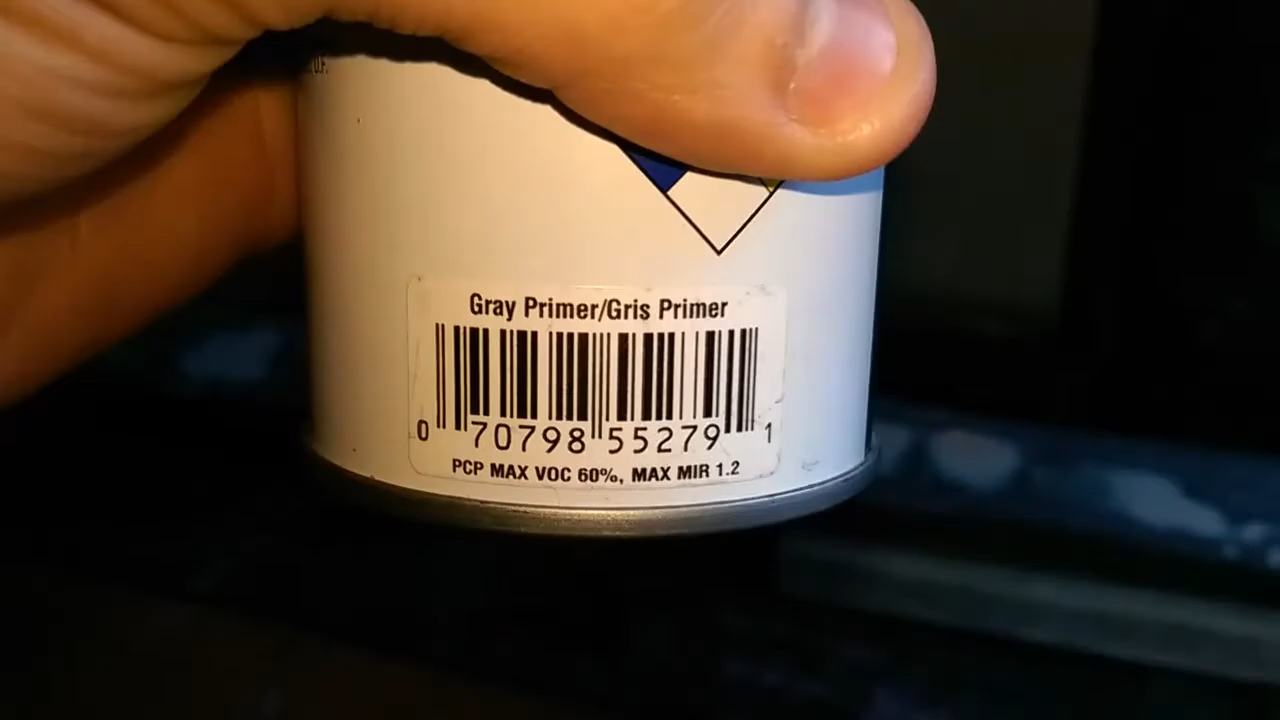 Gray Primer/Gris Primer
0 70798 55279 1
PCP MAX VOC 60%, MAX MIR 1.2